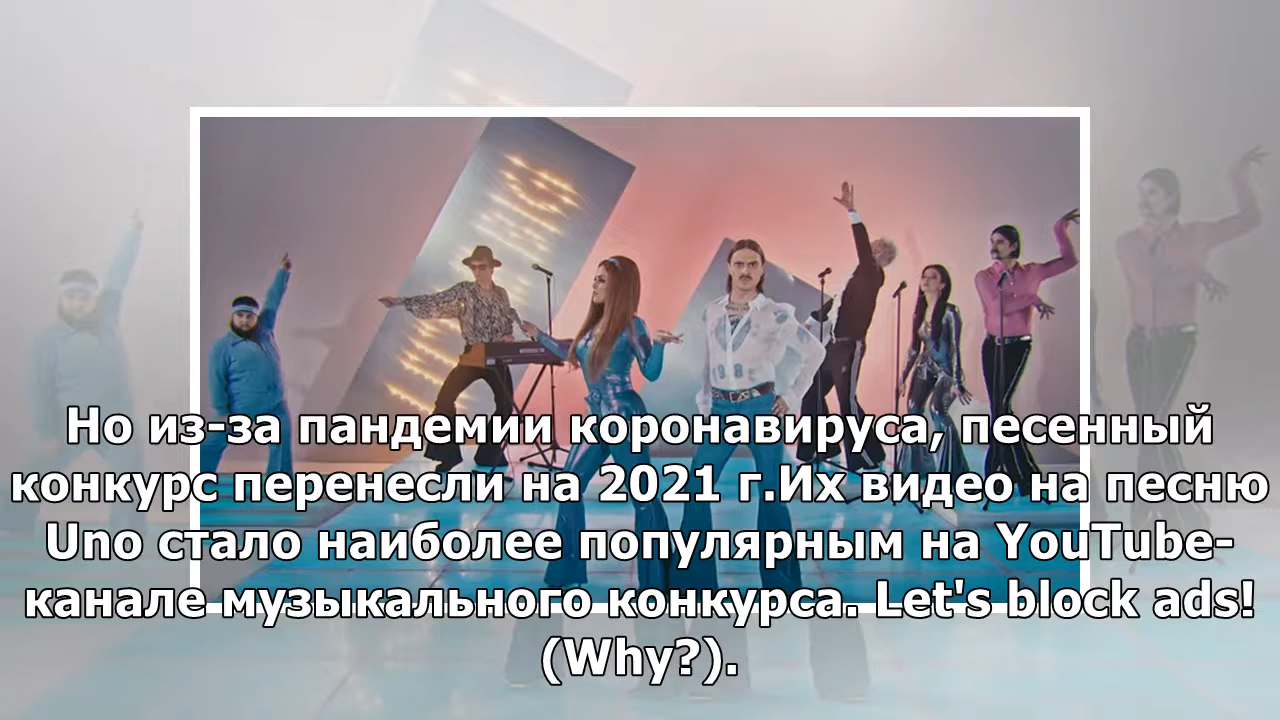 Но из-за пандемии коронавируса, песенный
конкурс перенесли на 2021 г.Их видео на песню
Uno стало наиболее популярным на YouTube-
канале музыкального конкурса. Let's block ads!
(Why?).